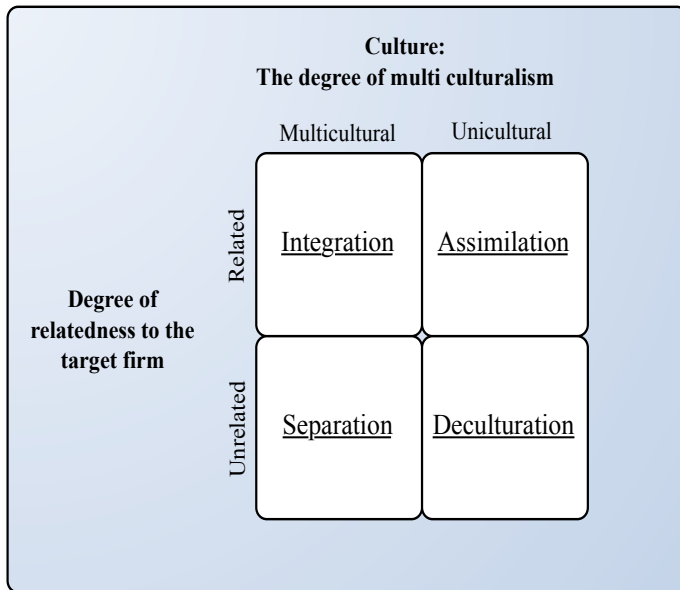 Culture:
The degree of multi culturalism
Multicultural Unicultural
Related
Integration Assimilation
Degree of
relatedness to the
target firm
Unrelated
Separation Deculturation